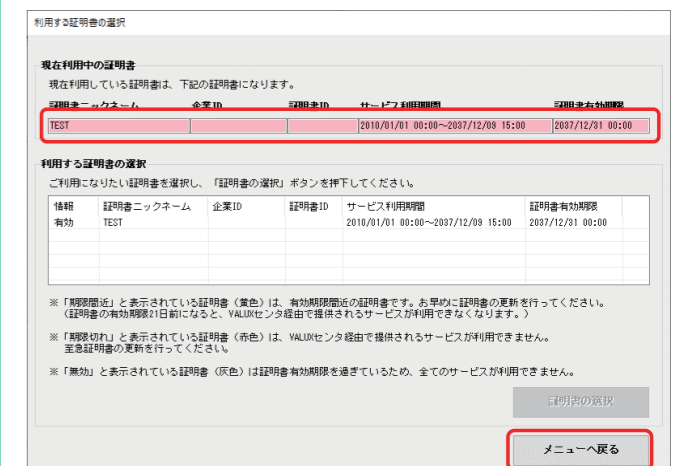 利用する証明書の選択
現在利用中の証明書
現在利用している証明書は、下記の証明書になります。
証明書ニックネーム 企業ID 証明書ID サービス利用期間 証明書有効期限
TEST 2010/01/01 00:00～2037/12/09 15:00 2037/12/31 00:00
利用する証明書の選択
ご利用になりたい証明書を選択し、「証明書の選択」ボタンを押下してください。
情報 証明書ニックネーム 企業ID 証明書ID サービス利用期間 証明書有効期限
有効 TEST 2010/01/01 00:00～2037/12/09 15:00 2037/12/31 00:00
※「期限間近」と表示されている証明書（黄色）は、有効期限間近の証明書です。お早めに証明書の更新を行ってください。
（証明書の有効期限21日前になると、VALUXセンタ経由で提供されるサービスが利用できなくなります。）
※「期限切れ」と表示されている証明書（赤色）は、VALUXセンタ経由で提供されるサービスが利用できません。
至急証明書の更新を行ってください。
※「無効」と表示されている証明書（灰色）は証明書有効期限を過ぎているため、全てのサービスが利用できません。
証明書の選択
メニューへ戻る